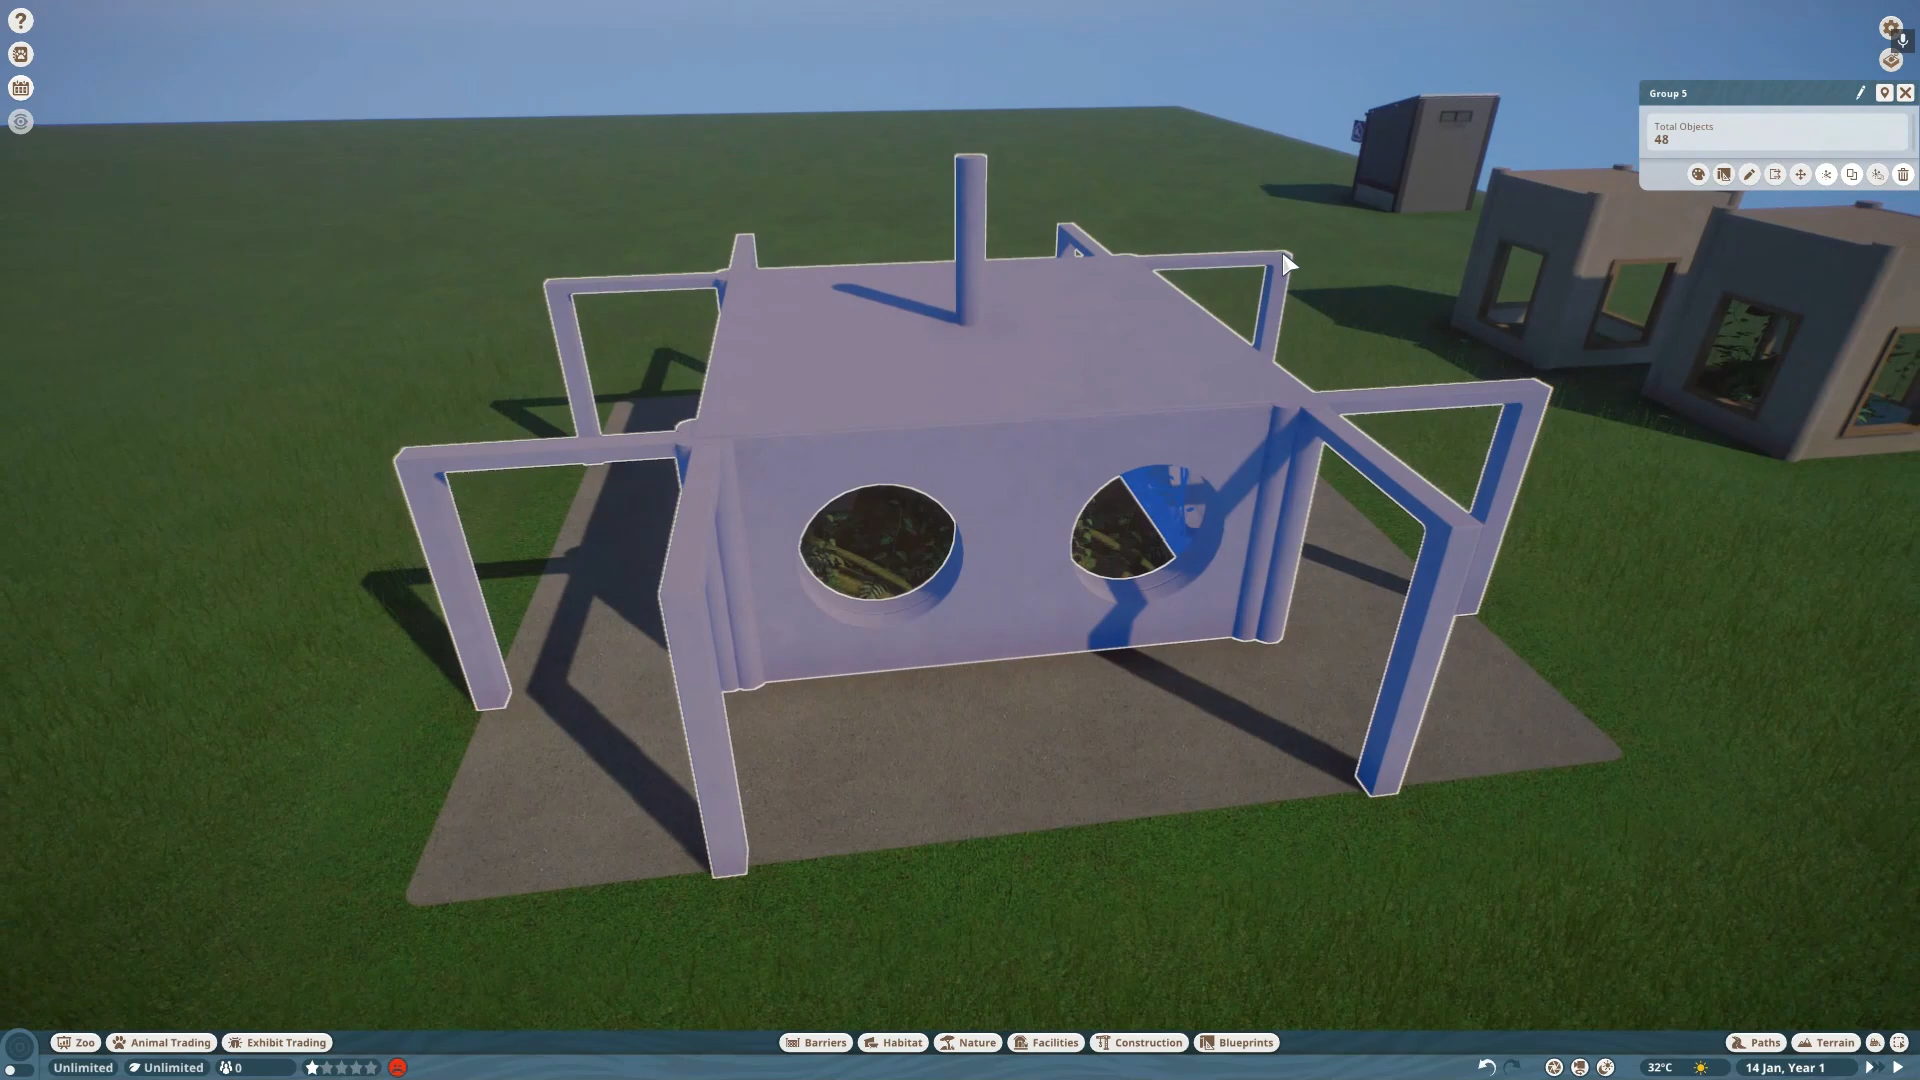 Group 5
Total Objects
48
Zoo
Animal Trading
Exhibit Trading
Barriers
Habitat
Nature
Facilities
Construction
Blueprints
Paths
Terrain
Unlimited
Unlimited
0
32°C
14 Jan, Year 1